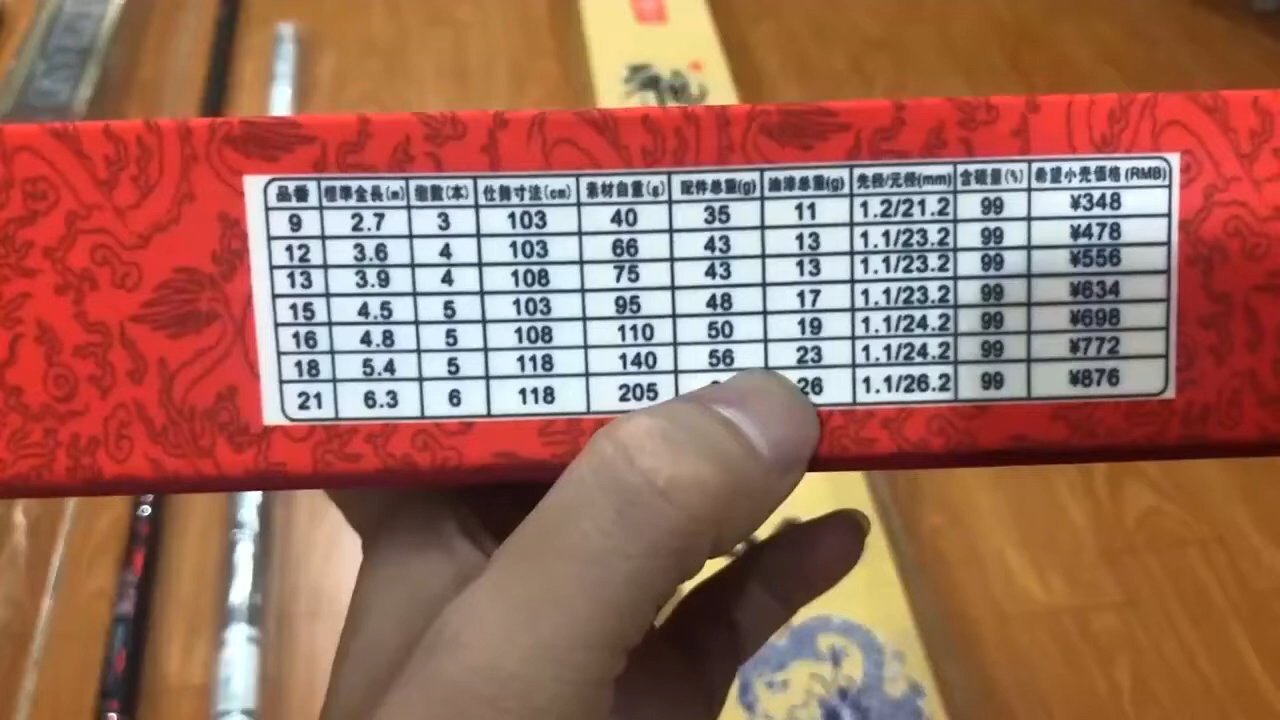 品番 標準全長(m) 継数(本) 仕舞寸法(cm) 素材自重(g) 配件总重(g) 油漆总重(g) 先径/元径(mm) 含碳量(%) 希望小売価格(RMB)
9 2.7 3 103 40 35 11 1.2/21.2 99 ¥348
12 3.6 4 103 66 43 13 1.1/23.2 99 ¥478
13 3.9 4 108 75 43 13 1.1/23.2 99 ¥556
15 4.5 5 103 95 48 17 1.1/23.2 99 ¥634
16 4.8 5 108 110 50 19 1.1/24.2 99 ¥698
18 5.4 5 118 140 56 23 1.1/24.2 99 ¥772
21 6.3 6 118 205 26 1.1/26.2 99 ¥876